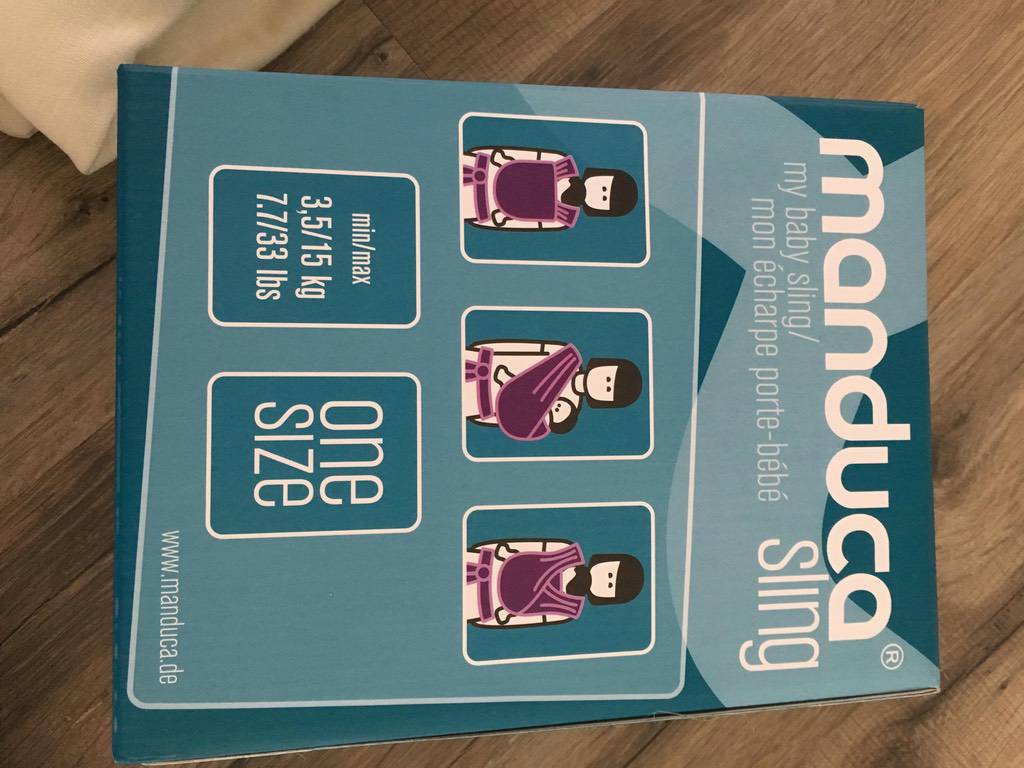 manduca®
Sling
my baby sling/
mon écharpe porte-bébé
min/max
3,5/15 kg
7.7/33 lbs
one
size
www.manduca.de